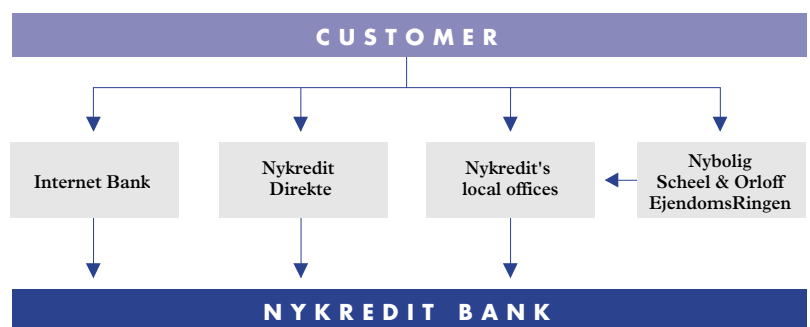 CUSTOMER
Internet Bank
Nykredit
Direkte
Nykredit's
local offices
Nybolig
Scheel & Orloff
EjendomsRingen
NYKREDIT BANK